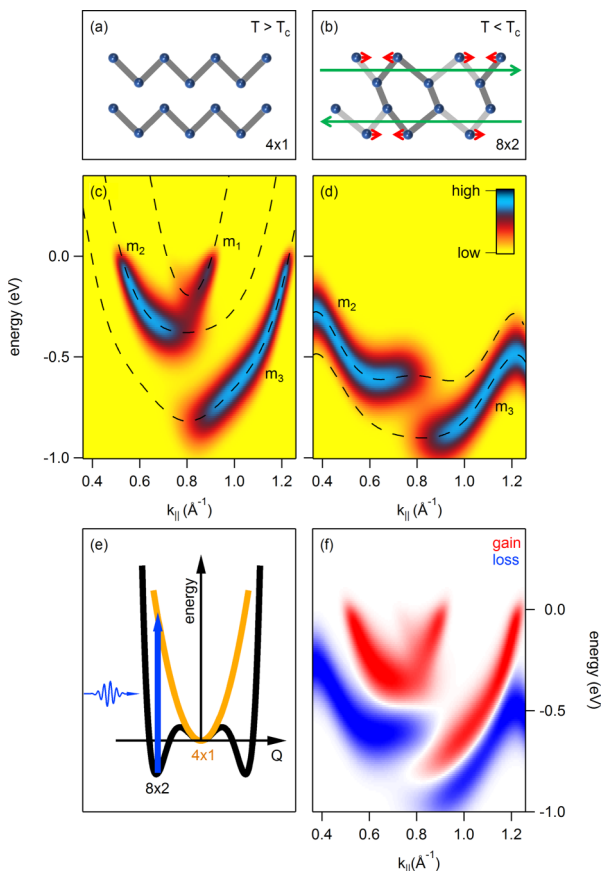 (a) T > Tc
4x1
(b) T < Tc
8x2
(c)
m2 m1
m3
energy (eV)
0.0
-0.5
-1.0
0.4 0.6 0.8 1.0 1.2
k|| (Å-1)
(d)
high
low
m2
m3
0.4 0.6 0.8 1.0 1.2
k|| (Å-1)
(e)
energy
Q
4x1
8x2
(f)
gain
loss
0.0
-0.5
-1.0
energy (eV)
0.4 0.6 0.8 1.0 1.2
k||(Å-1)